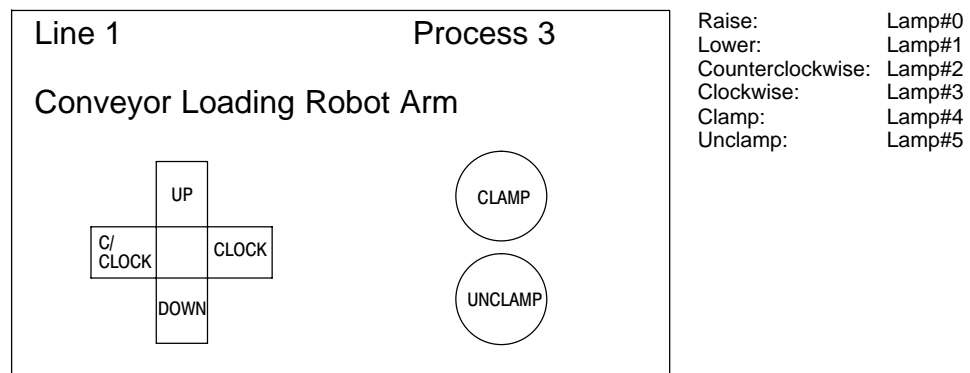 Line 1 Process 3
Conveyor Loading Robot Arm
UP
C/
CLOCK
CLOCK
DOWN
CLAMP
UNCLAMP
Raise: Lamp#0
Lower: Lamp#1
Counterclockwise: Lamp#2
Clockwise: Lamp#3
Clamp: Lamp#4
Unclamp: Lamp#5